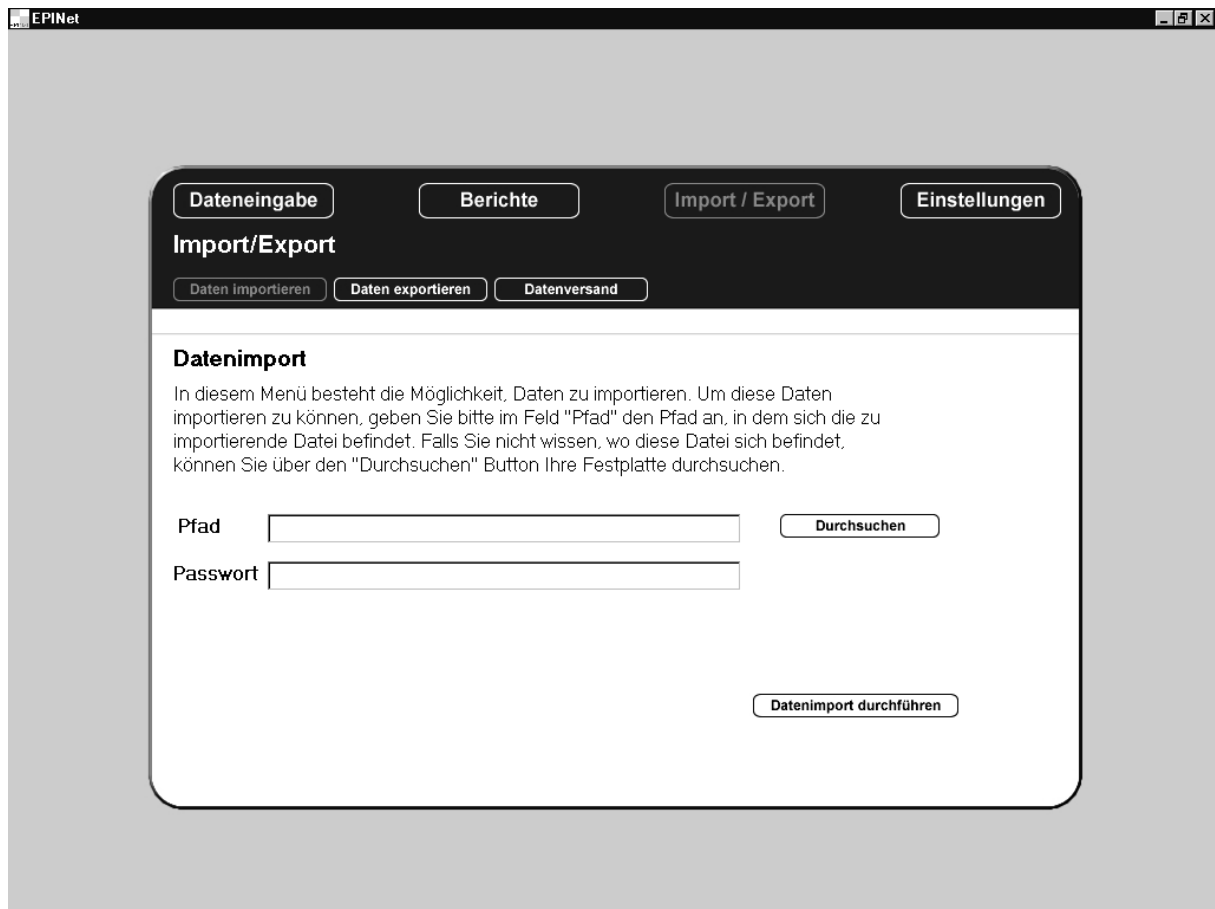 EPINet
Dateneingabe Berichte Import / Export Einstellungen
Import/Export
Daten importieren Daten exportieren Datenversand
Datenimport
In diesem Menü besteht die Möglichkeit, Daten zu importieren. Um diese Daten
importieren zu können, geben Sie bitte im Feld "Pfad" den Pfad an, in dem sich die zu
importierende Datei befindet. Falls Sie nicht wissen, wo diese Datei sich befindet,
können Sie über den "Durchsuchen" Button Ihre Festplatte durchsuchen.
Pfad Durchsuchen
Passwort
Datenimport durchführen